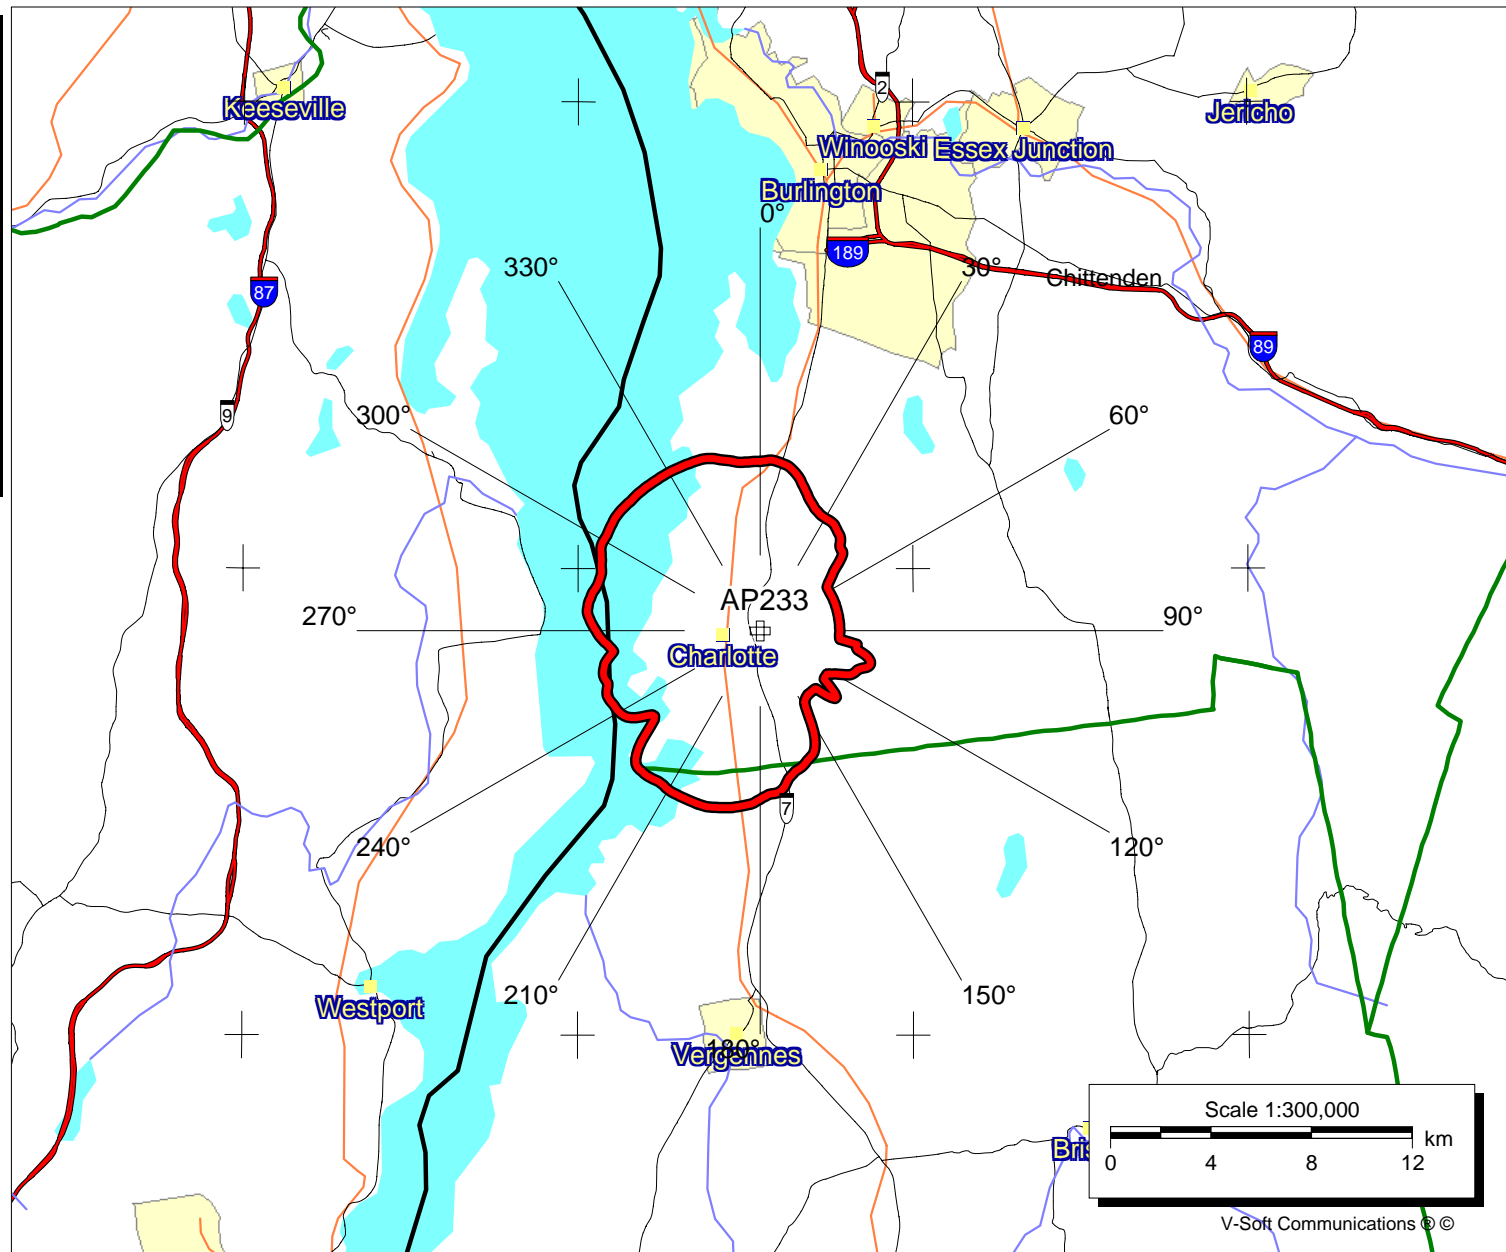 Keeseville
2
Jericho
Winooski
Essex Junction
Burlington
0°
189
330°
30°
Chittenden
87
89
9
300°
60°
AP233
270°
90°
Charlotte
7
240°
120°
210°
150°
Westport
180°
Vergennes
Scale 1:300,000
km
0 4 8 12
Bris
V-Soft Communications ® ©